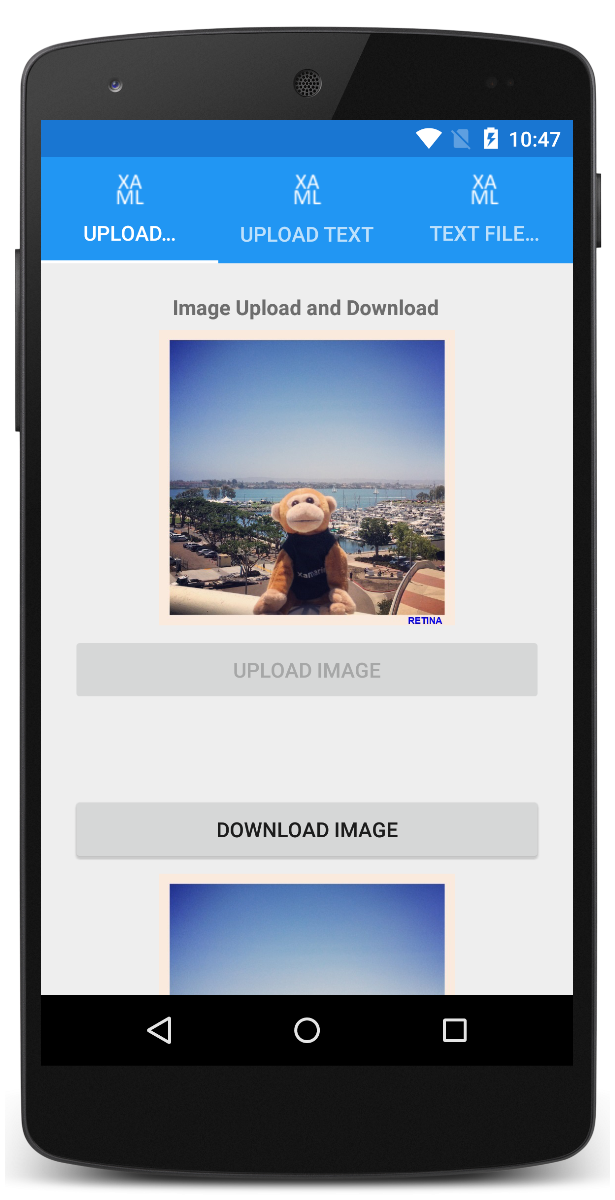 10:47
XA XA XA
ML ML ML
UPLOAD... UPLOAD TEXT TEXT FILE...
Image Upload and Download
xamarin
RETINA
UPLOAD IMAGE
DOWNLOAD IMAGE